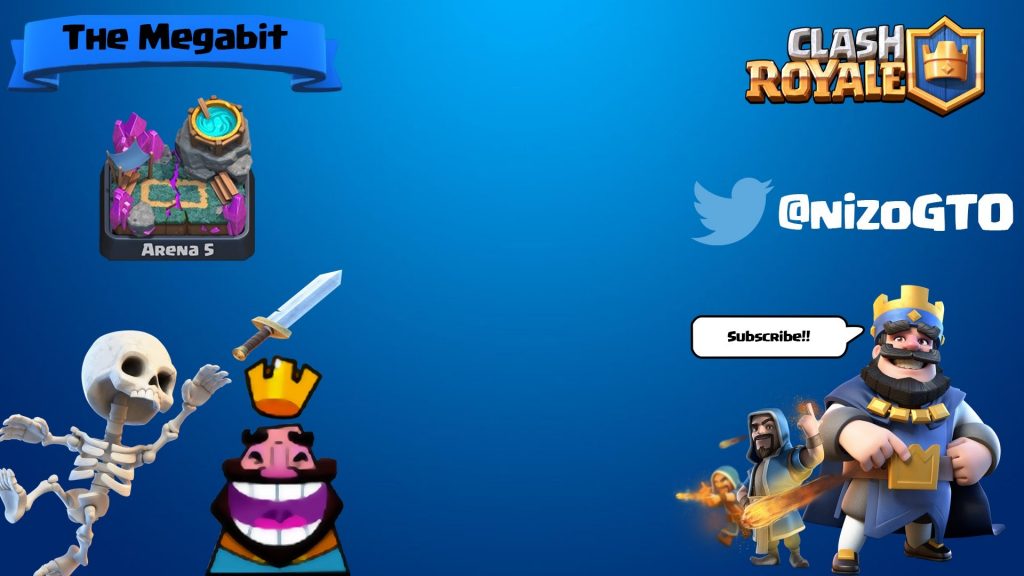 The Megabit
CLASH
ROYALE
Arena 5
@nizoGTO
Subscribe!!